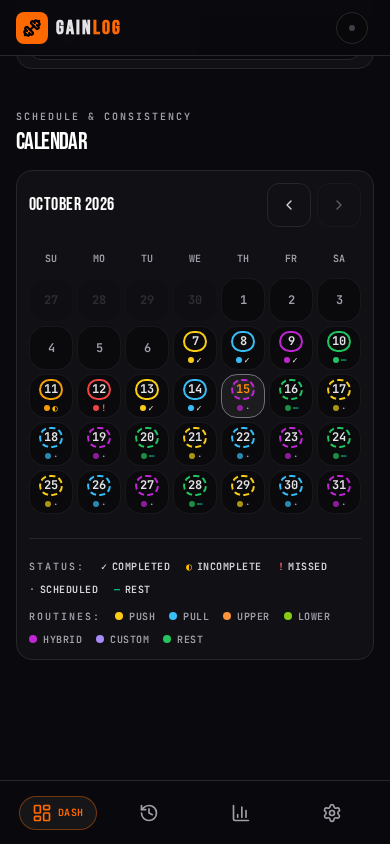 GAINLOG
SCHEDULE & CONSISTENCY
CALENDAR
OCTOBER 2026
SU MO TU WE TH FR SA
27 28 29 30 1 2 3
4 5 6 7 8 9 10
✓ ✓ ✓ –
11 12 13 14 15 16 17
◐ ! ✓ ✓ · – ·
18 19 20 21 22 23 24
· · – · · · –
25 26 27 28 29 30 31
· · · – · · ·
STATUS: ✓ COMPLETED ◐ INCOMPLETE ! MISSED
· SCHEDULED – REST
ROUTINES: PUSH PULL UPPER LOWER
HYBRID CUSTOM REST
DASH